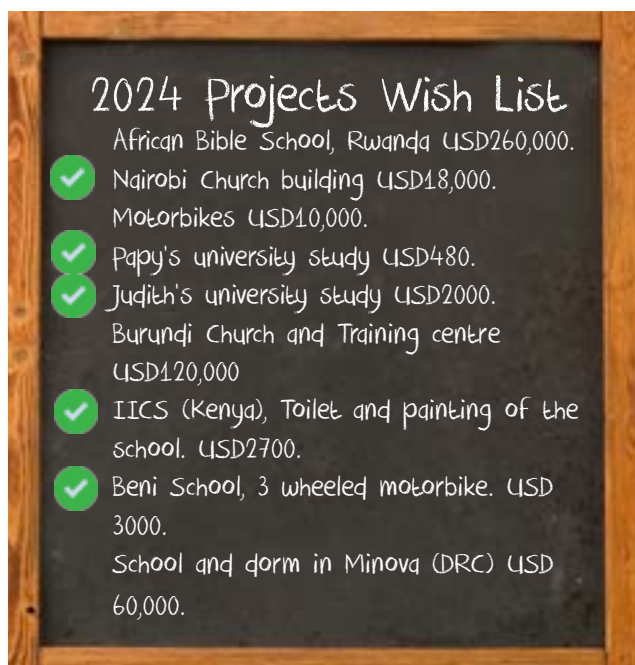 2024 Projects Wish List
African Bible School, Rwanda USD260,000.
Nairobi Church building USD18,000.
Motorbikes USD10,000.
Papy's university study USD480.
Judith's university study USD2000.
Burundi Church and Training centre
USD120,000
IICS (Kenya), Toilet and painting of the
school. USD2700.
Beni School, 3 wheeled motorbike. USD
3000.
School and dorm in Minova (DRC) USD
60,000.